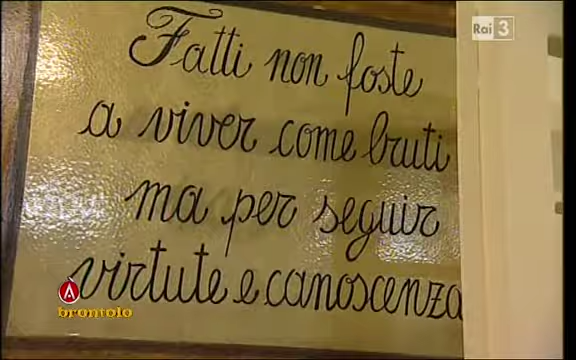 Rai 3
Fatti non foste
a viver come bruti
ma per seguir
virtute e canoscenza
A
brontolo